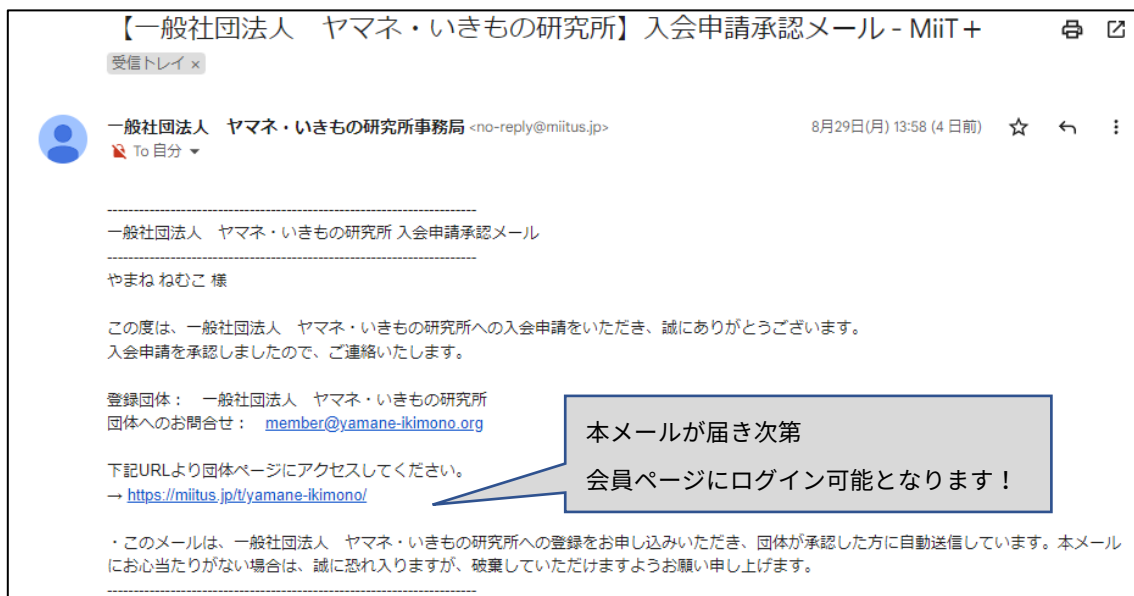 【一般社団法人　ヤマネ・いきもの研究所】入会申請承認メール - MiiT+
受信トレイ ×
一般社団法人　ヤマネ・いきもの研究所事務局 <no-reply@miitus.jp>
8月29日(月) 13:58 (4 日前)
To 自分
----------------------------------------------------------------------
一般社団法人　ヤマネ・いきもの研究所 入会申請承認メール
----------------------------------------------------------------------
やまね ねむこ 様
この度は、一般社団法人　ヤマネ・いきもの研究所への入会申請をいただき、誠にありがとうございます。
入会申請を承認しましたので、ご連絡いたします。
登録団体：　一般社団法人　ヤマネ・いきもの研究所
団体へのお問合せ：　member@yamane-ikimono.org
下記URLより団体ページにアクセスしてください。
→ https://miitus.jp/t/yamane-ikimono/
本メールが届き次第
会員ページにログイン可能となります！
・このメールは、一般社団法人　ヤマネ・いきもの研究所への登録をお申し込みいただき、団体が承認した方に自動送信しています。本メール
にお心当たりがない場合は、誠に恐れ入りますが、破棄していただけますようお願い申し上げます。
----------------------------------------------------------------------